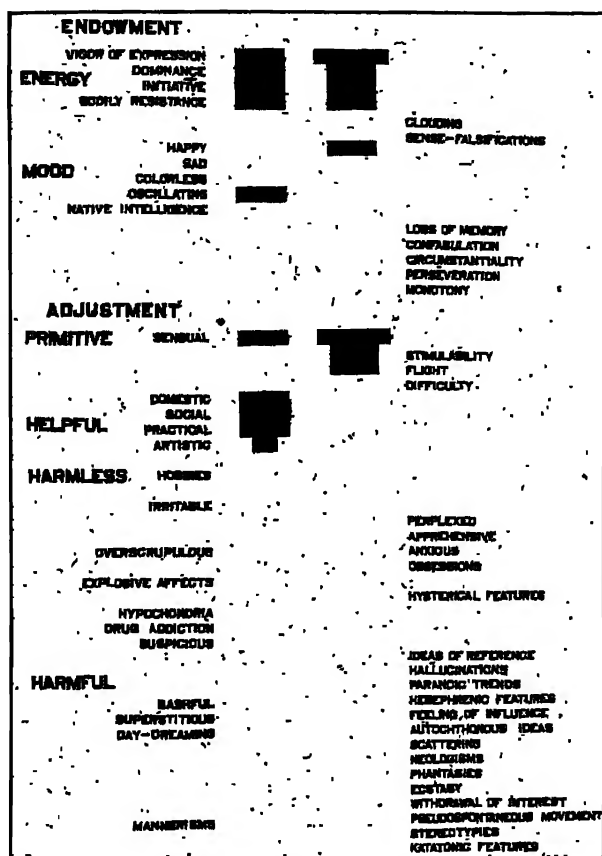 ENDOWMENT
VIGOR OF EXPRESSION
DOMINANCE
ENERGY
INITIATIVE
BODILY RESISTANCE
CLOUDING
SENSE-FALSIFICATIONS
HAPPY
SAD
MOOD
COLORLESS
OSCILLATING
NATIVE INTELLIGENCE
LOSS OF MEMORY
CONFABULATION
CIRCUMSTANTIALITY
PERSEVERATION
MONOTONY
ADJUSTMENT
PRIMITIVE SENSUAL
STIMULABILITY
FLIGHT
DIFFICULTY
DOMESTIC
SOCIAL
HELPFUL
PRACTICAL
ARTISTIC
HARMLESS HOBBIES
IRRITABLE
PERPLEXED
APPREHENSIVE
OVERSCRUPULOUS
ANXIOUS
OBSESSIONS
EXPLOSIVE AFFECTS
HYSTERICAL FEATURES
HYPOCHONDRIA
DRUG ADDICTION
SUSPICIOUS
IDEAS OF REFERENCE
HALLUCINATIONS
HARMFUL
PARANOIC TRENDS
HEBEPHRENIC FEATURES
BASHFUL
FEELING OF INFLUENCE
SUPERSTITIOUS
AUTOCHTHONOUS IDEAS
DAY-DREAMING
SCATTERING
NEOLOGISMS
PHANTASIES
ECSTASY
WITHDRAWAL OF INTEREST
MANNERISMS
PSEUDOSPONTANEOUS MOVEMENT
STEREOTYPIES
KATATONIC FEATURES